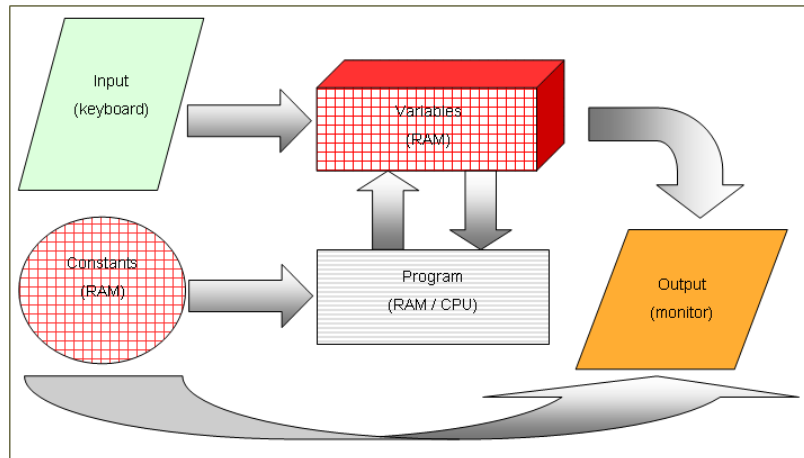 Input
(keyboard)
Variables
(RAM)
Constants
(RAM)
Program
(RAM / CPU)
Output
(monitor)